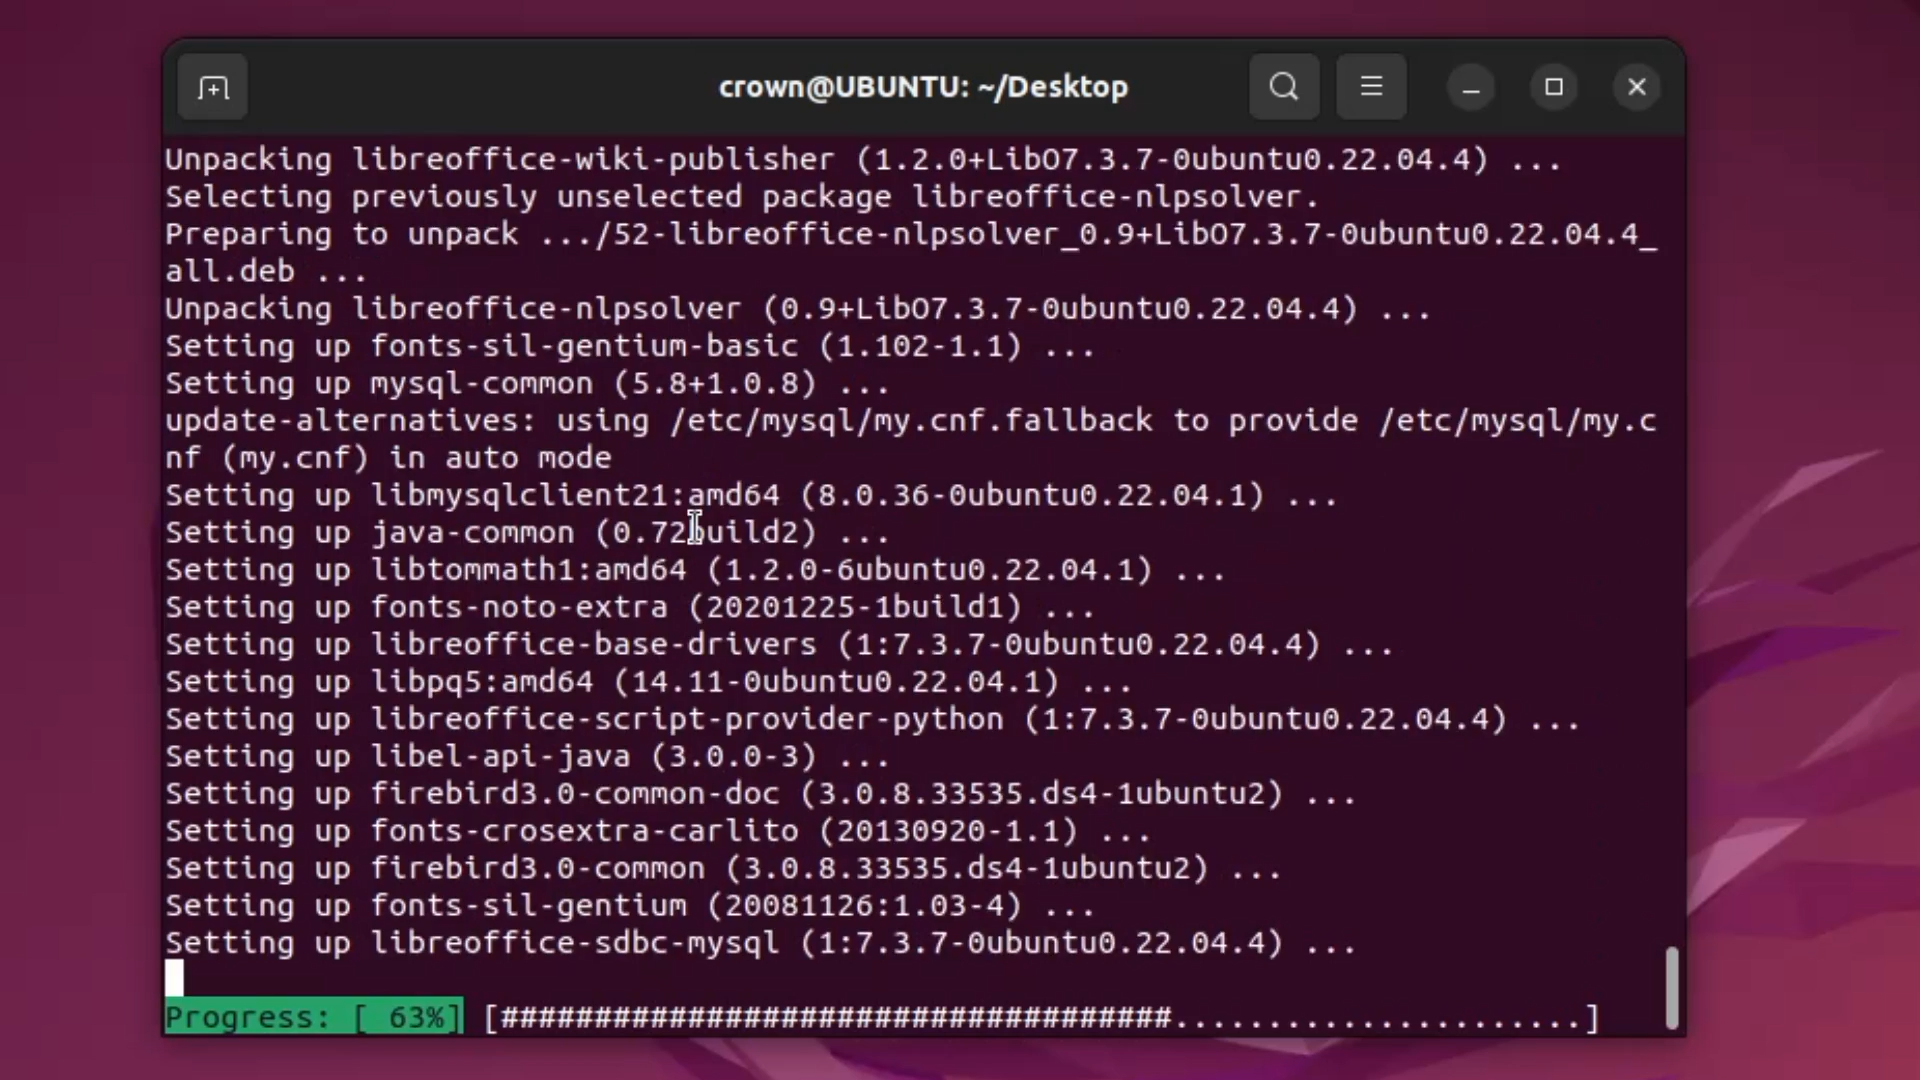 crown@UBUNTU: ~/Desktop
Unpacking libreoffice-wiki-publisher (1.2.0+LibO7.3.7-0ubuntu0.22.04.4) ...
Selecting previously unselected package libreoffice-nlpsolver.
Preparing to unpack .../52-libreoffice-nlpsolver_0.9+LibO7.3.7-0ubuntu0.22.04.4_
all.deb ...
Unpacking libreoffice-nlpsolver (0.9+LibO7.3.7-0ubuntu0.22.04.4) ...
Setting up fonts-sil-gentium-basic (1.102-1.1) ...
Setting up mysql-common (5.8+1.0.8) ...
update-alternatives: using /etc/mysql/my.cnf.fallback to provide /etc/mysql/my.c
nf (my.cnf) in auto mode
Setting up libmysqlclient21:amd64 (8.0.36-0ubuntu0.22.04.1) ...
Setting up java-common (0.72build2) ...
Setting up libtommath1:amd64 (1.2.0-6ubuntu0.22.04.1) ...
Setting up fonts-noto-extra (20201225-1build1) ...
Setting up libreoffice-base-drivers (1:7.3.7-0ubuntu0.22.04.4) ...
Setting up libpq5:amd64 (14.11-0ubuntu0.22.04.1) ...
Setting up libreoffice-script-provider-python (1:7.3.7-0ubuntu0.22.04.4) ...
Setting up libel-api-java (3.0.0-3) ...
Setting up firebird3.0-common-doc (3.0.8.33535.ds4-1ubuntu2) ...
Setting up fonts-crosextra-carlito (20130920-1.1) ...
Setting up firebird3.0-common (3.0.8.33535.ds4-1ubuntu2) ...
Setting up fonts-sil-gentium (20081126:1.03-4) ...
Setting up libreoffice-sdbc-mysql (1:7.3.7-0ubuntu0.22.04.4) ...
Progress: [ 63%] [####################################......................]